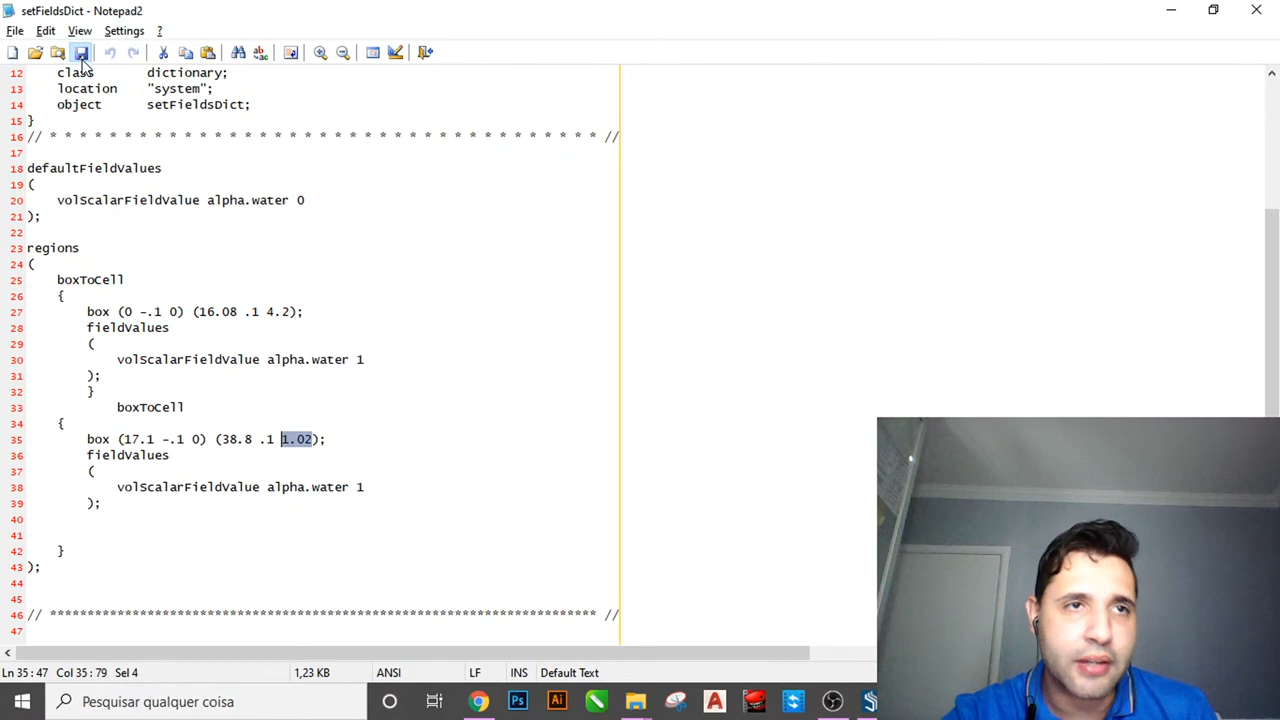 setFieldsDict - Notepad2
File Edit View Settings ?
12 class dictionary;
13 location "system";
14 object setFieldsDict;
15 }
16 // * * * * * * * * * * * * * * * * * * * * * * * * * * * * * * * * * * * * * //
17
18 defaultFieldValues
19 (
20 volScalarFieldValue alpha.water 0
21 );
22
23 regions
24 (
25 boxToCell
26 {
27 box (0 -.1 0) (16.08 .1 4.2);
28 fieldValues
29 (
30 volScalarFieldValue alpha.water 1
31 );
32 }
33 boxToCell
34 {
35 box (17.1 -.1 0) (38.8 .1 1.02);
36 fieldValues
37 (
38 volScalarFieldValue alpha.water 1
39 );
40
41
42 }
43 );
44
45
46 // ************************************************************************* //
47
Ln 35 : 47 Col 35 : 79 Sel 4 1,23 KB ANSI LF INS Default Text
Pesquisar qualquer coisa Ps Ai A